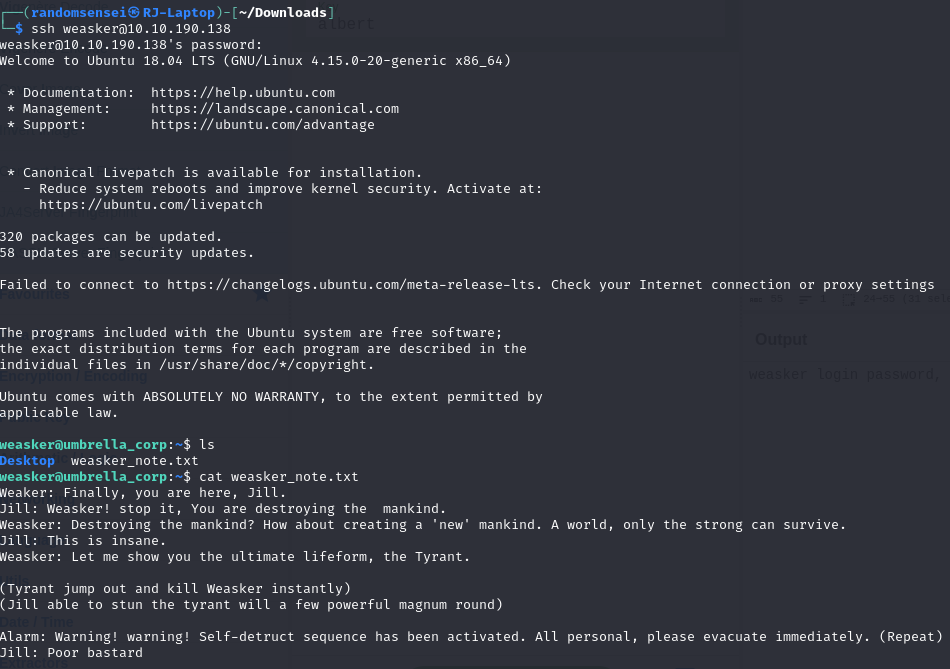 ┌──(randomsensei㉿RJ-Laptop)-[~/Downloads]
└─$ ssh weasker@10.10.190.138
weasker@10.10.190.138's password:
Welcome to Ubuntu 18.04 LTS (GNU/Linux 4.15.0-20-generic x86_64)

 * Documentation:  https://help.ubuntu.com
 * Management:     https://landscape.canonical.com
 * Support:        https://ubuntu.com/advantage

 * Canonical Livepatch is available for installation.
   - Reduce system reboots and improve kernel security. Activate at:
     https://ubuntu.com/livepatch

320 packages can be updated.
58 updates are security updates.

Failed to connect to https://changelogs.ubuntu.com/meta-release-lts. Check your Internet connection or proxy settings

The programs included with the Ubuntu system are free software;
the exact distribution terms for each program are described in the
individual files in /usr/share/doc/*/copyright.

Ubuntu comes with ABSOLUTELY NO WARRANTY, to the extent permitted by
applicable law.

weasker@umbrella_corp:~$ ls
Desktop  weasker_note.txt
weasker@umbrella_corp:~$ cat weasker_note.txt
Weaker: Finally, you are here, Jill.
Jill: Weasker! stop it, You are destroying the  mankind.
Weasker: Destroying the mankind? How about creating a 'new' mankind. A world, only the strong can survive.
Jill: This is insane.
Weasker: Let me show you the ultimate lifeform, the Tyrant.

(Tyrant jump out and kill Weasker instantly)
(Jill able to stun the tyrant will a few powerful magnum round)

Alarm: Warning! warning! Self-detruct sequence has been activated. All personal, please evacuate immediately. (Repeat)
Jill: Poor bastard
albert
Favourites
Output
Encryption / Encoding
weasker login password,
Date / Time
Extractors